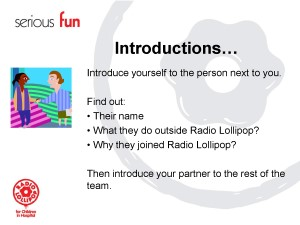 serious fun
Introductions…
Introduce yourself to the person next to you.
Find out:
• Their name
• What they do outside Radio Lollipop?
• Why they joined Radio Lollipop?
Then introduce your partner to the rest of the
team.
RADIO
LOLLIPOP
for Children
in Hospital